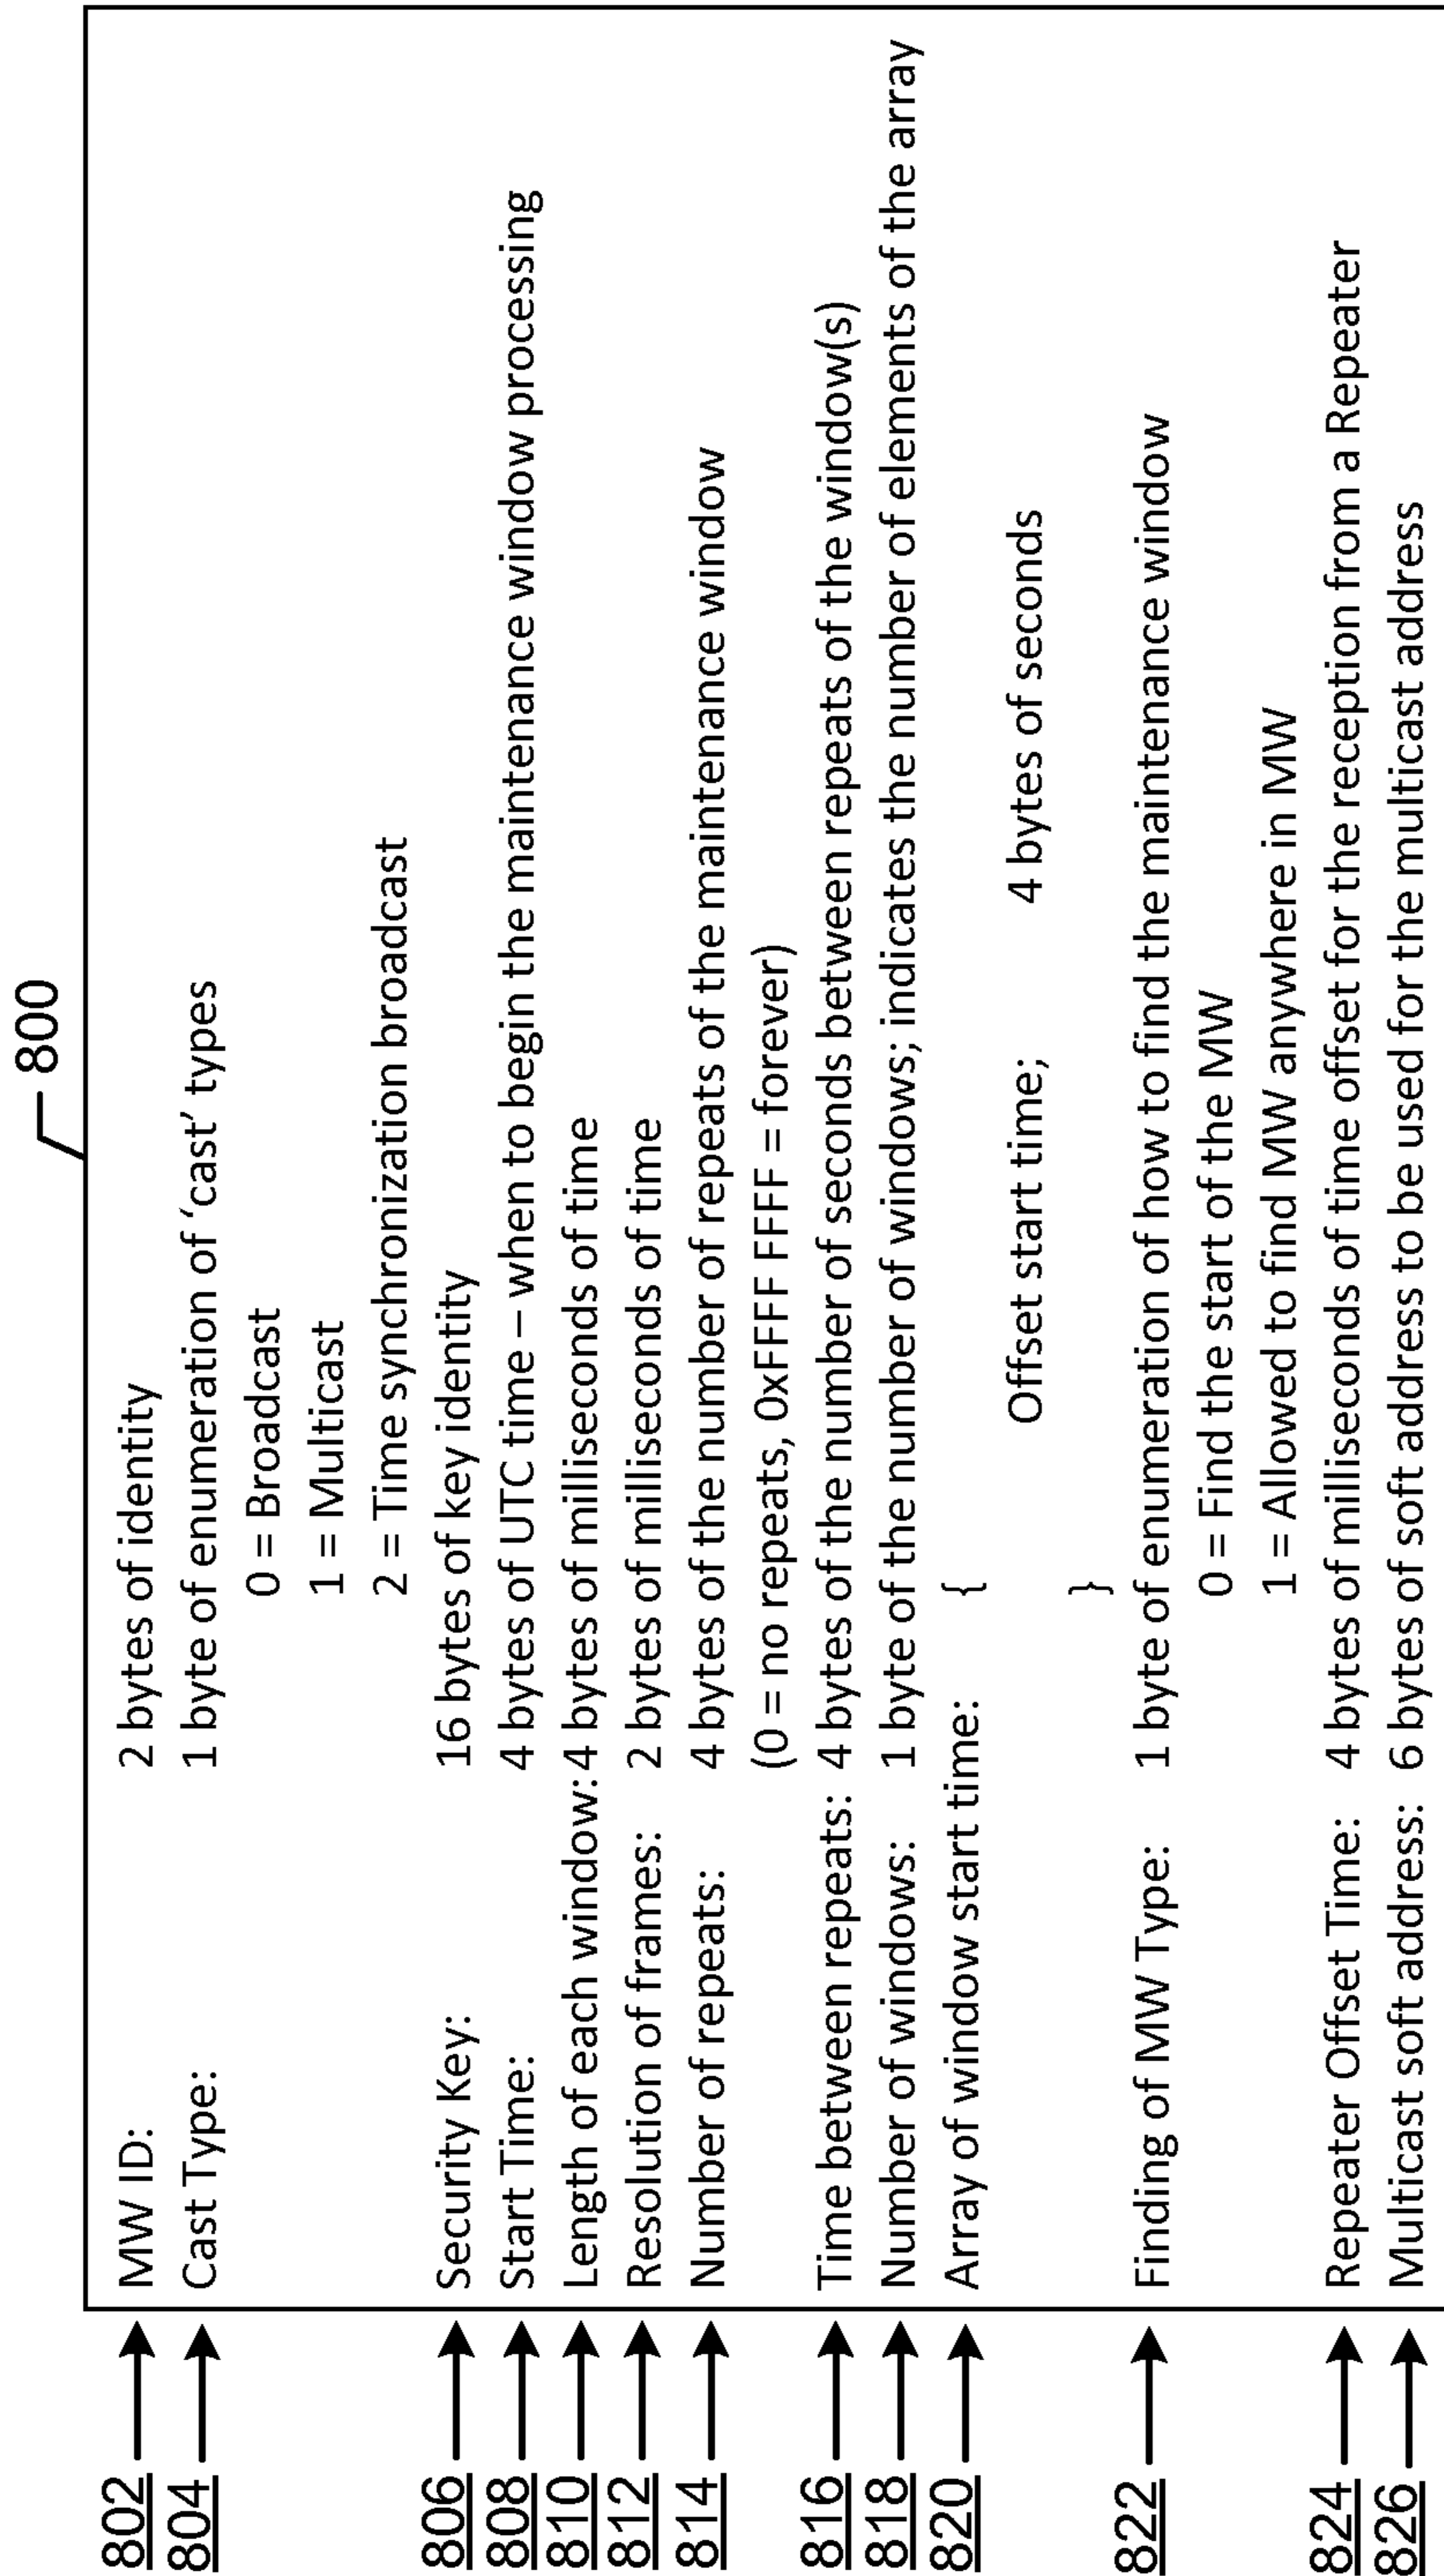 800
802 MW ID: 2 bytes of identity
804 Cast Type: 1 byte of enumeration of ‘cast’ types
0 = Broadcast
1 = Multicast
2 = Time synchronization broadcast
806 Security Key: 16 bytes of key identity
808 Start Time: 4 bytes of UTC time – when to begin the maintenance window processing
810 Length of each window: 4 bytes of milliseconds of time
812 Resolution of frames: 2 bytes of milliseconds of time
814 Number of repeats: 4 bytes of the number of repeats of the maintenance window
(0 = no repeats, 0xFFFF FFFF = forever)
816 Time between repeats: 4 bytes of the number of seconds between repeats of the window(s)
818 Number of windows: 1 byte of the number of windows; indicates the number of elements of the array
820 Array of window start time: {
Offset start time; 4 bytes of seconds
}
822 Finding of MW Type: 1 byte of enumeration of how to find the maintenance window
0 = Find the start of the MW
1 = Allowed to find MW anywhere in MW
824 Repeater Offset Time: 4 bytes of milliseconds of time offset for the reception from a Repeater
826 Multicast soft address: 6 bytes of soft address to be used for the multicast address